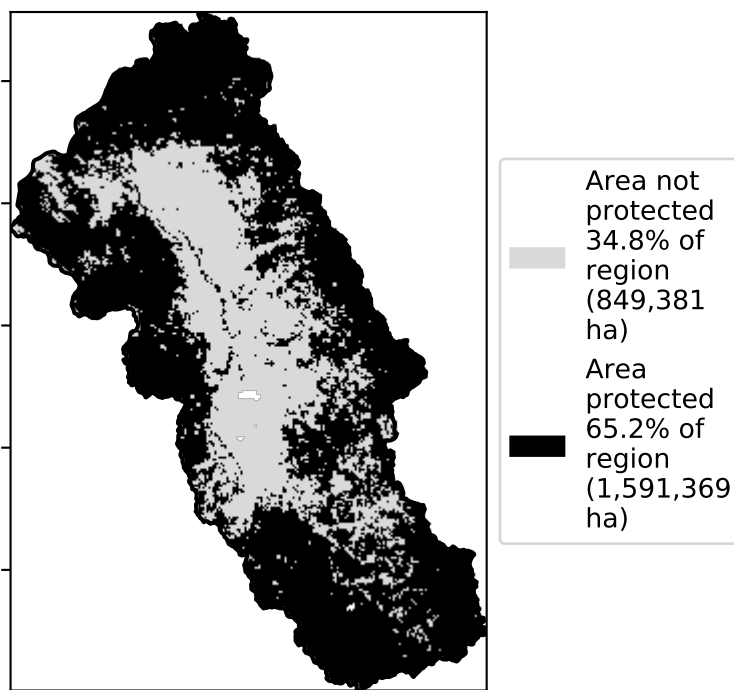 Area not
protected
34.8% of
region
(849,381
ha)
Area
protected
65.2% of
region
(1,591,369
ha)